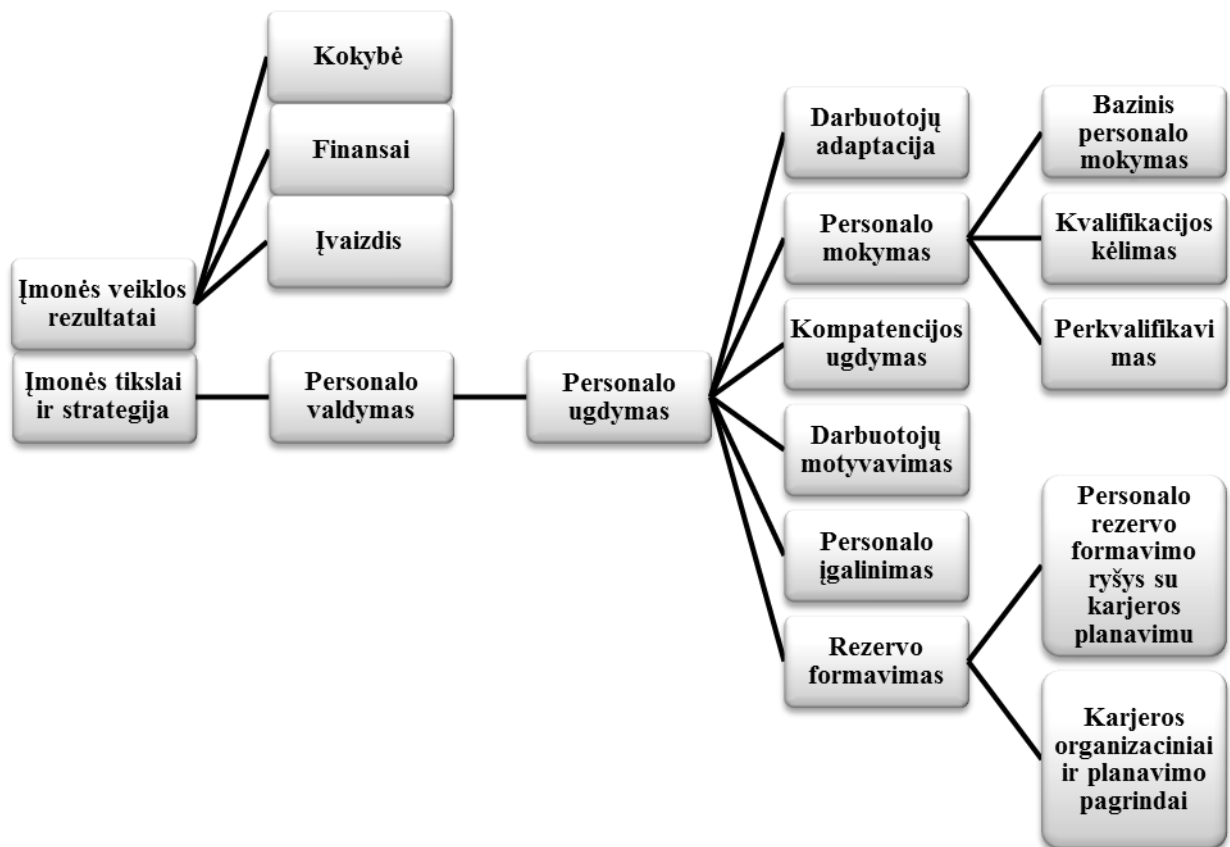 Kokybė
Finansai
Įvaizdis
Įmonės veiklos
rezultatai
Įmonės tikslai
ir strategija
Personalo
valdymas
Personalo
ugdymas
Darbuotojų
adaptacija
Personalo
mokymas
Kompatencijos
ugdymas
Darbuotojų
motyvavimas
Personalo
įgalinimas
Rezervo
formavimas
Bazinis
personalo
mokymas
Kvalifikacijos
kėlimas
Perkvalifikavi
mas
Personalo
rezervo
formavimo
ryšys su
karjeros
planavimu
Karjeros
organizaciniai
ir planavimo
pagrindai